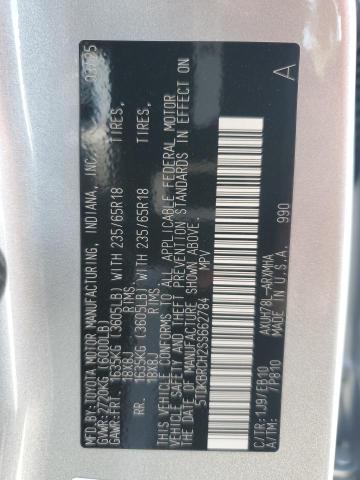 MFD.BY:TOYOTA MOTOR MANUFACTURING, INDIANA, INC. 07/25
GVWR:2720KG (6000LB)
GAWR:FRT. 1635KG (3605LB) WITH 235/65R18 TIRES,
18X8J RIMS,
RR. 1635KG (3605LB) WITH 235/65R18 TIRES,
18X8J RIMS,
THIS VEHICLE CONFORMS TO ALL APPLICABLE FEDERAL MOTOR
VEHICLE SAFETY AND THEFT PREVENTION STANDARDS IN EFFECT ON
THE DATE OF MANUFACTURE SHOWN ABOVE.
5TDKBRCH2SS662784 MPV
990 A
C/TR:1J9/EB10 AXUH78L-ARXMHA
A/TM: 7P810 MADE IN U.S.A.